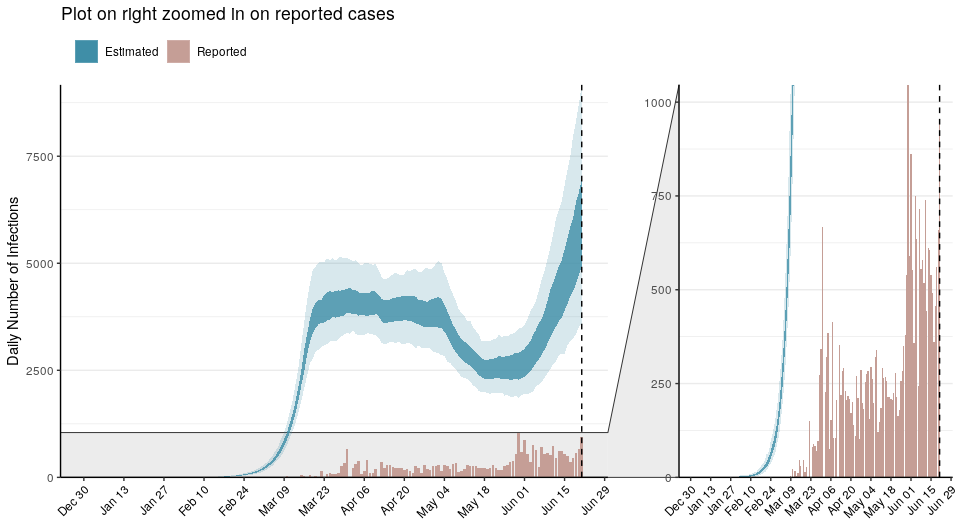 Plot on right zoomed in on reported cases
Estimated Reported
Daily Number of Infections
7500
5000
2500
0
Dec 30 Jan 13 Jan 27 Feb 10 Feb 24 Mar 09 Mar 23 Apr 06 Apr 20 May 04 May 18 Jun 01 Jun 15 Jun 29
1000
750
500
250
0
Dec 30 Jan 13 Jan 27 Feb 10 Feb 24 Mar 09 Mar 23 Apr 06 Apr 20 May 04 May 18 Jun 01 Jun 15 Jun 29